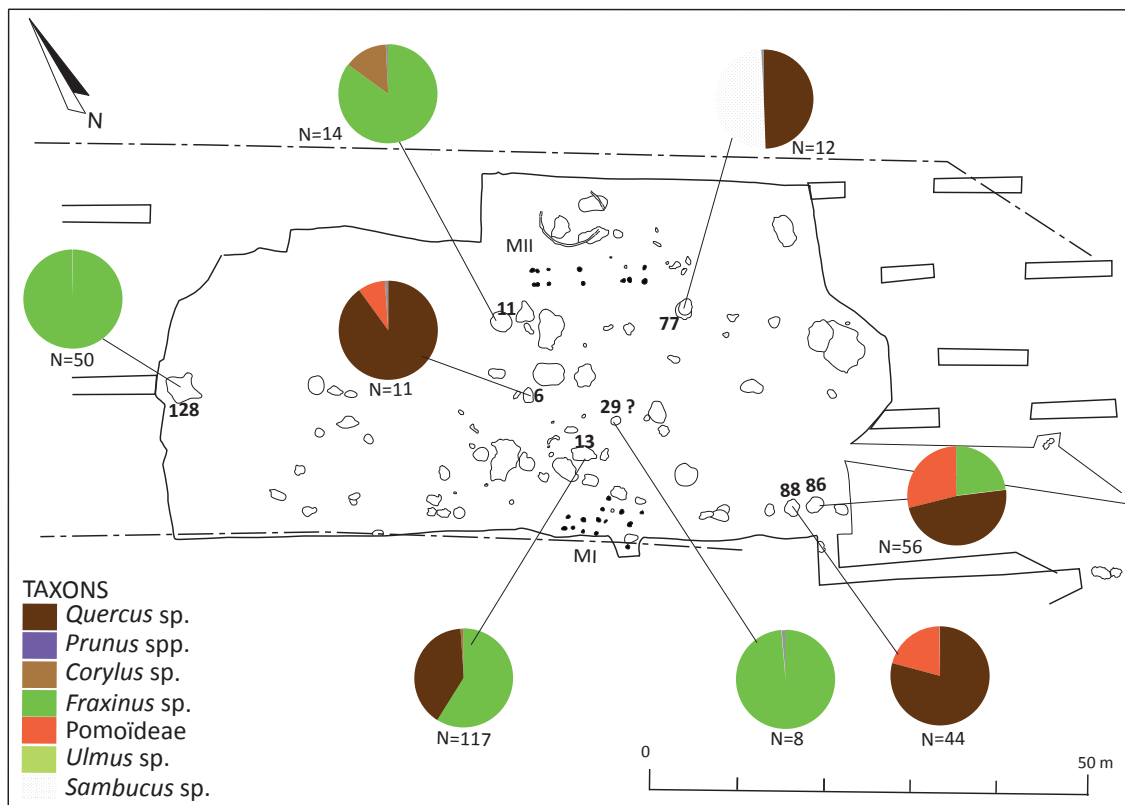 N
N=14
N=12
MII
11
77
N=50
N=11
128
6
29 ?
13
88 86
N=56
MI
TAXONS
Quercus sp.
Prunus spp.
Corylus sp.
Fraxinus sp.
Pomoïdeae
Ulmus sp.
Sambucus sp.
N=117
N=8
N=44
0
50 m